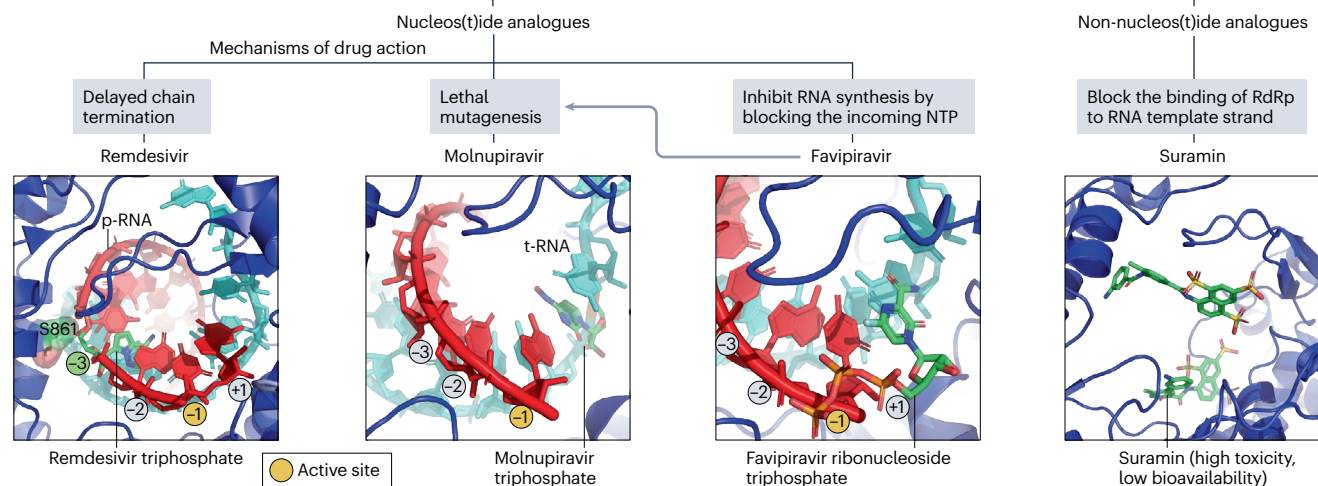 Nucleos(t)ide analogues
Non-nucleos(t)ide analogues
Mechanisms of drug action
Delayed chain
termination
Lethal
mutagenesis
Inhibit RNA synthesis by
blocking the incoming NTP
Block the binding of RdRp
to RNA template strand
Remdesivir
Molnupiravir
Favipiravir
Suramin
p-RNA
S861
–3
–2
–1
+1
t-RNA
–3
–2
–1
–3
–2
–1
+1
Remdesivir triphosphate
Active site
Molnupiravir
triphosphate
Favipiravir ribonucleoside
triphosphate
Suramin (high toxicity,
low bioavailability)